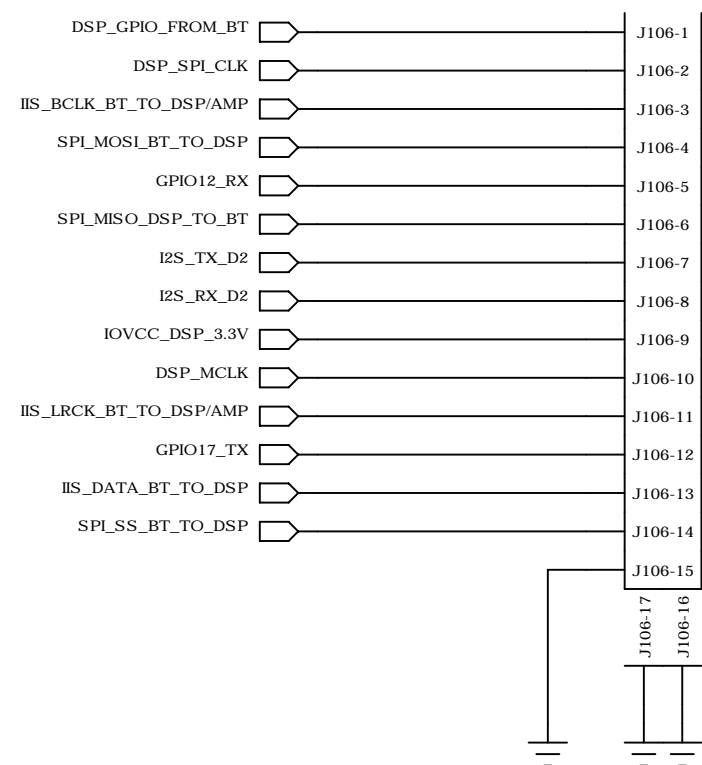 DSP_GPIO_FROM_BT J106-1
DSP_SPI_CLK J106-2
IIS_BCLK_BT_TO_DSP/AMP J106-3
SPI_MOSI_BT_TO_DSP J106-4
GPIO12_RX J106-5
SPI_MISO_DSP_TO_BT J106-6
I2S_TX_D2 J106-7
I2S_RX_D2 J106-8
IOVCC_DSP_3.3V J106-9
DSP_MCLK J106-10
IIS_LRCK_BT_TO_DSP/AMP J106-11
GPIO17_TX J106-12
IIS_DATA_BT_TO_DSP J106-13
SPI_SS_BT_TO_DSP J106-14
J106-15
J106-17
J106-16